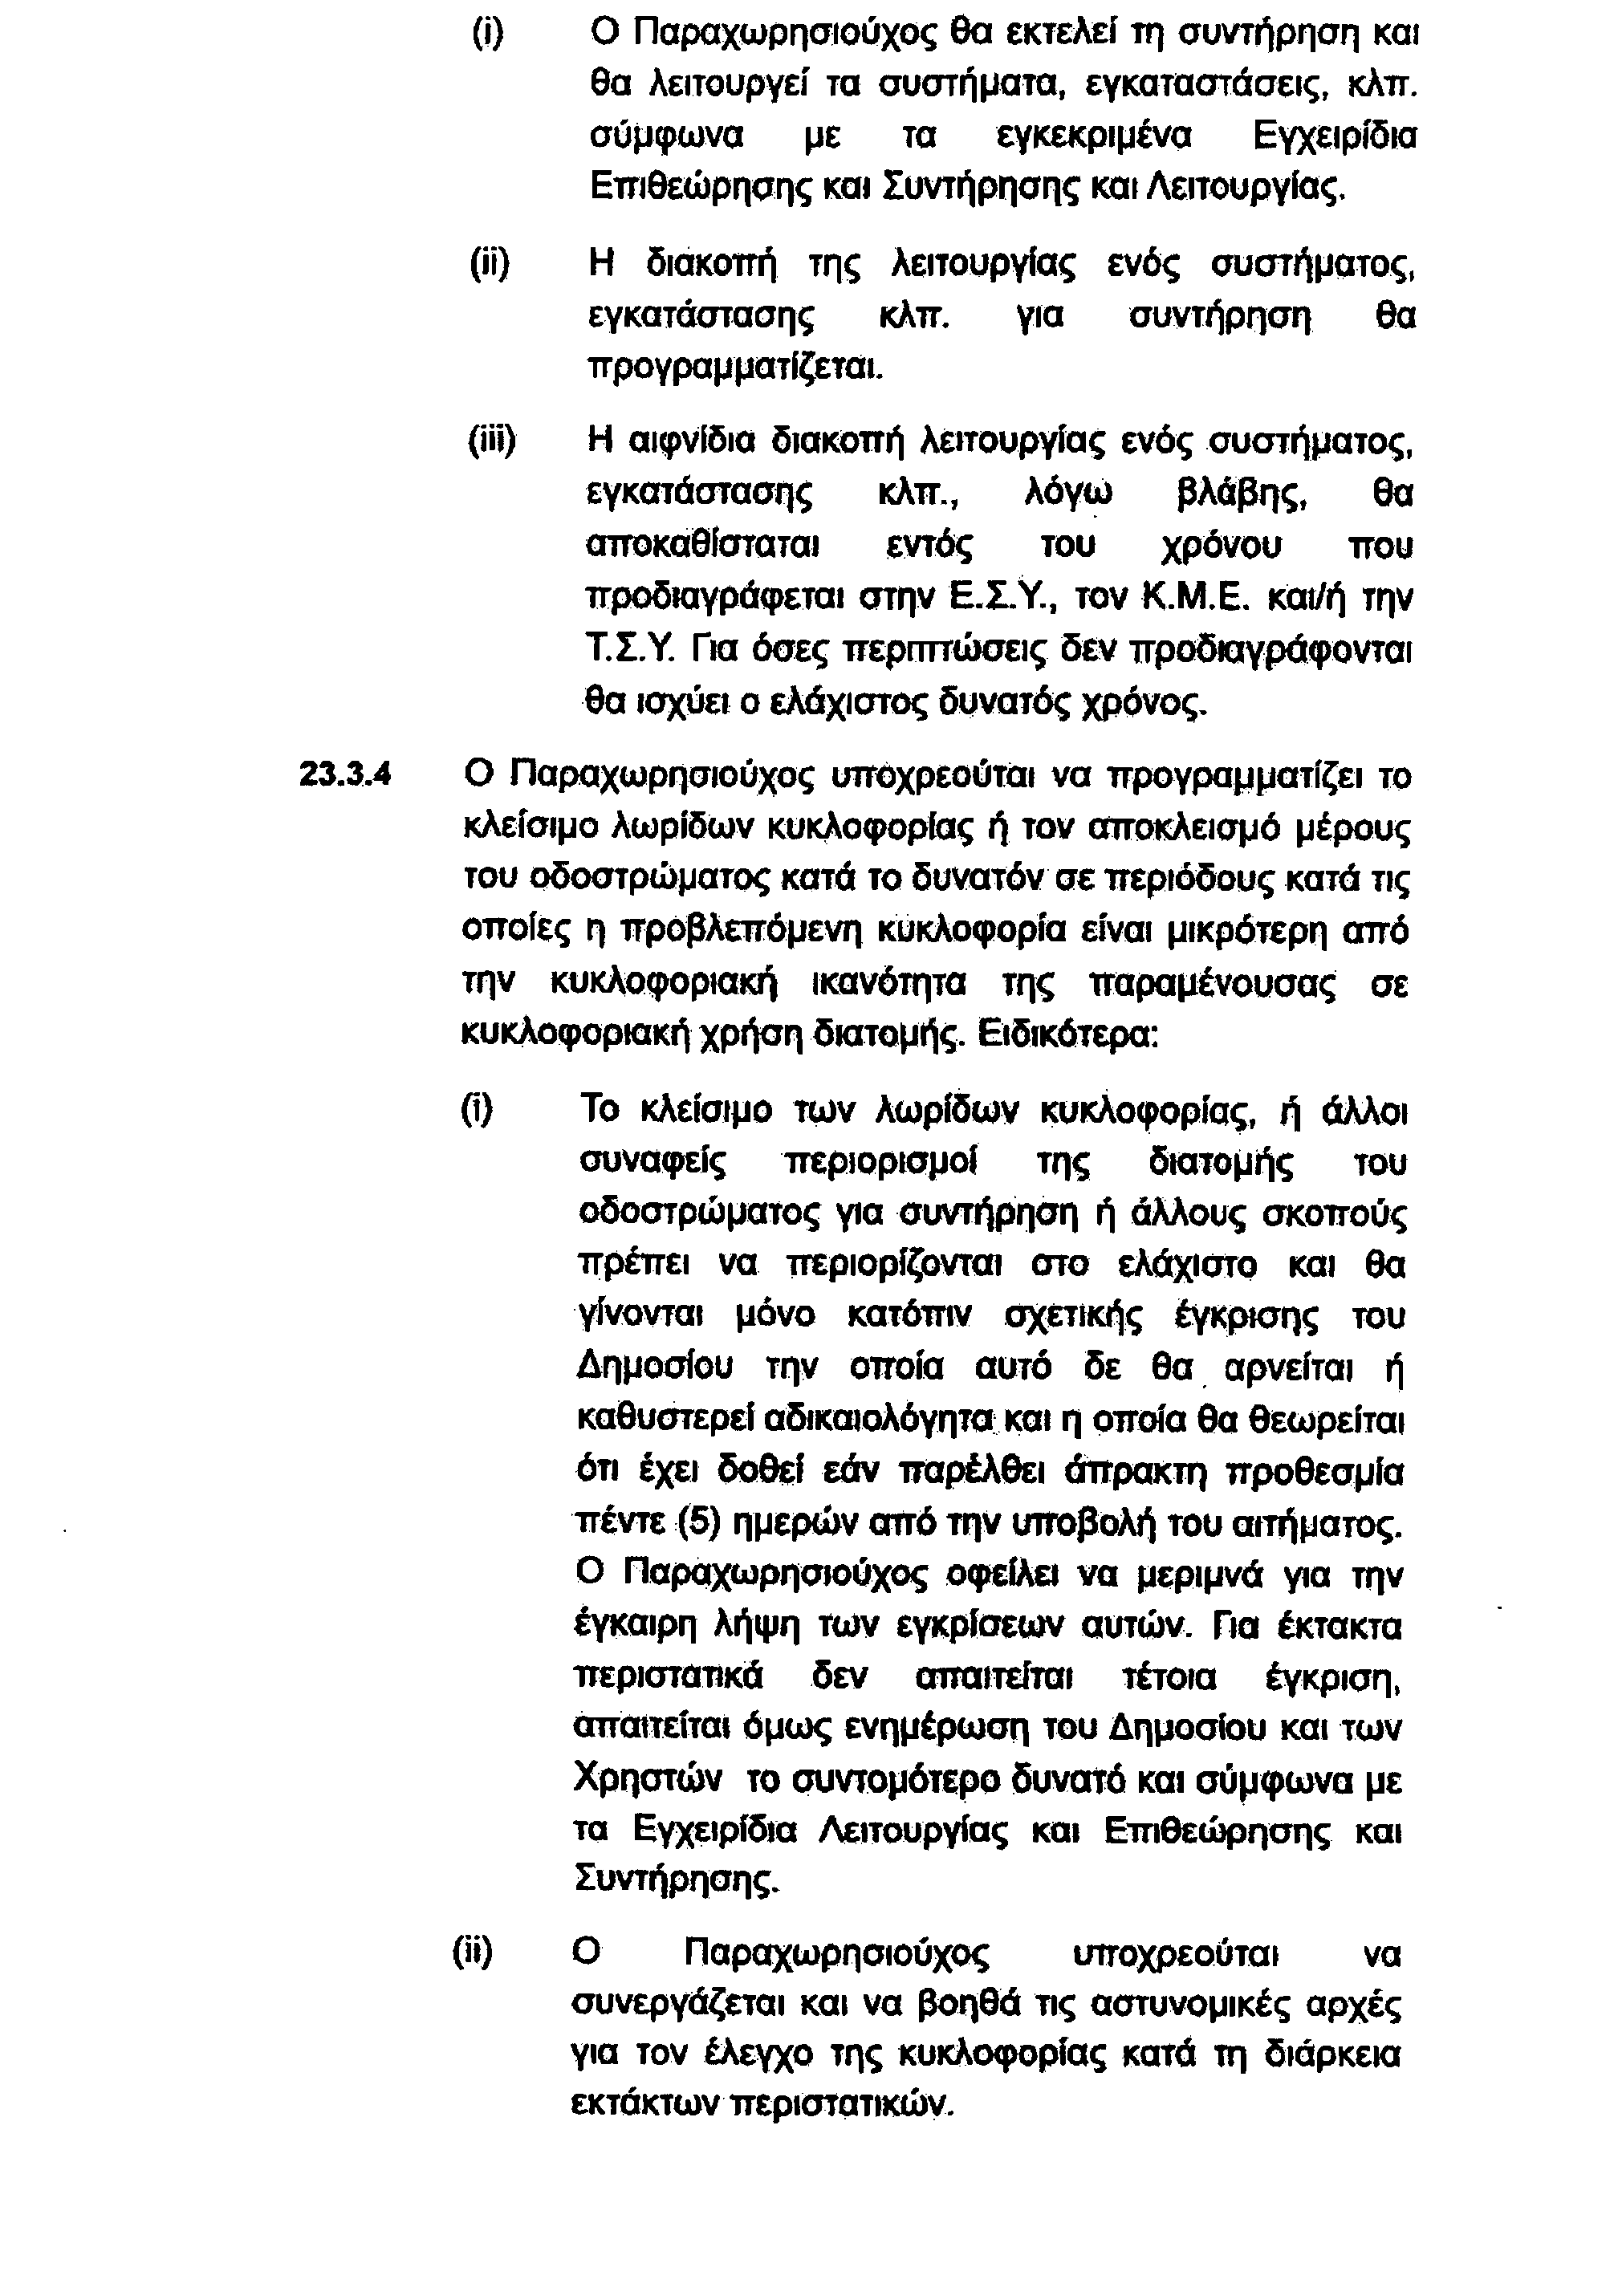 (i) Ο Παραχωρησιούχος θα εκτελεί τη συντήρηση και
θα λειτουργεί τα συστήματα, εγκαταστάσεις, κλπ.
σύμφωνα με τα εγκεκριμένα Εγχειρίδια
Επιθεώρησης και Συντήρησης και Λειτουργίας.
(ii) Η διακοπή της λειτουργίας ενός συστήματος,
εγκατάστασης κλπ. για συντήρηση θα
προγραμματίζεται.
(iii) Η αιφνίδια διακοπή λειτουργίας ενός συστήματος,
εγκατάστασης κλπ., λόγω βλάβης, θα
αποκαθίσταται εντός του χρόνου που
προδιαγράφεται στην Ε.Σ.Υ., τον Κ.Μ.Ε. και/ή την
Τ.Σ.Υ. Για όσες περιπτώσεις δεν προδιαγράφονται
θα ισχύει ο ελάχιστος δυνατός χρόνος.
23.3.4 Ο Παραχωρησιούχος υποχρεούται να προγραμματίζει το
κλείσιμο λωρίδων κυκλοφορίας ή τον αποκλεισμό μέρους
του οδοστρώματος κατά το δυνατόν σε περιόδους κατά τις
οποίες η προβλεπόμενη κυκλοφορία είναι μικρότερη από
την κυκλοφοριακή ικανότητα της παραμένουσας σε
κυκλοφοριακή χρήση διατομής. Ειδικότερα:
(i) Το κλείσιμο των λωρίδων κυκλοφορίας, ή άλλοι
συναφείς περιορισμοί της διατομής του
οδοστρώματος για συντήρηση ή άλλους σκοπούς
πρέπει να περιορίζονται στο ελάχιστο και θα
γίνονται μόνο κατόπιν σχετικής έγκρισης του
Δημοσίου την οποία αυτό δε θα αρνείται ή
καθυστερεί αδικαιολόγητα και η οποία θα θεωρείται
ότι έχει δοθεί εάν παρέλθει άπρακτη προθεσμία
πέντε (5) ημερών από την υποβολή του αιτήματος.
Ο Παραχωρησιούχος οφείλει να μεριμνά για την
έγκαιρη λήψη των εγκρίσεων αυτών. Για έκτακτα
περιστατικά δεν απαιτείται τέτοια έγκριση,
απαιτείται όμως ενημέρωση του Δημοσίου και των
Χρηστών το συντομότερο δυνατό και σύμφωνα με
τα Εγχειρίδια Λειτουργίας και Επιθεώρησης και
Συντήρησης.
(ii) Ο Παραχωρησιούχος υποχρεούται να
συνεργάζεται και να βοηθά τις αστυνομικές αρχές
για τον έλεγχο της κυκλοφορίας κατά τη διάρκεια
εκτάκτων περιστατικών.